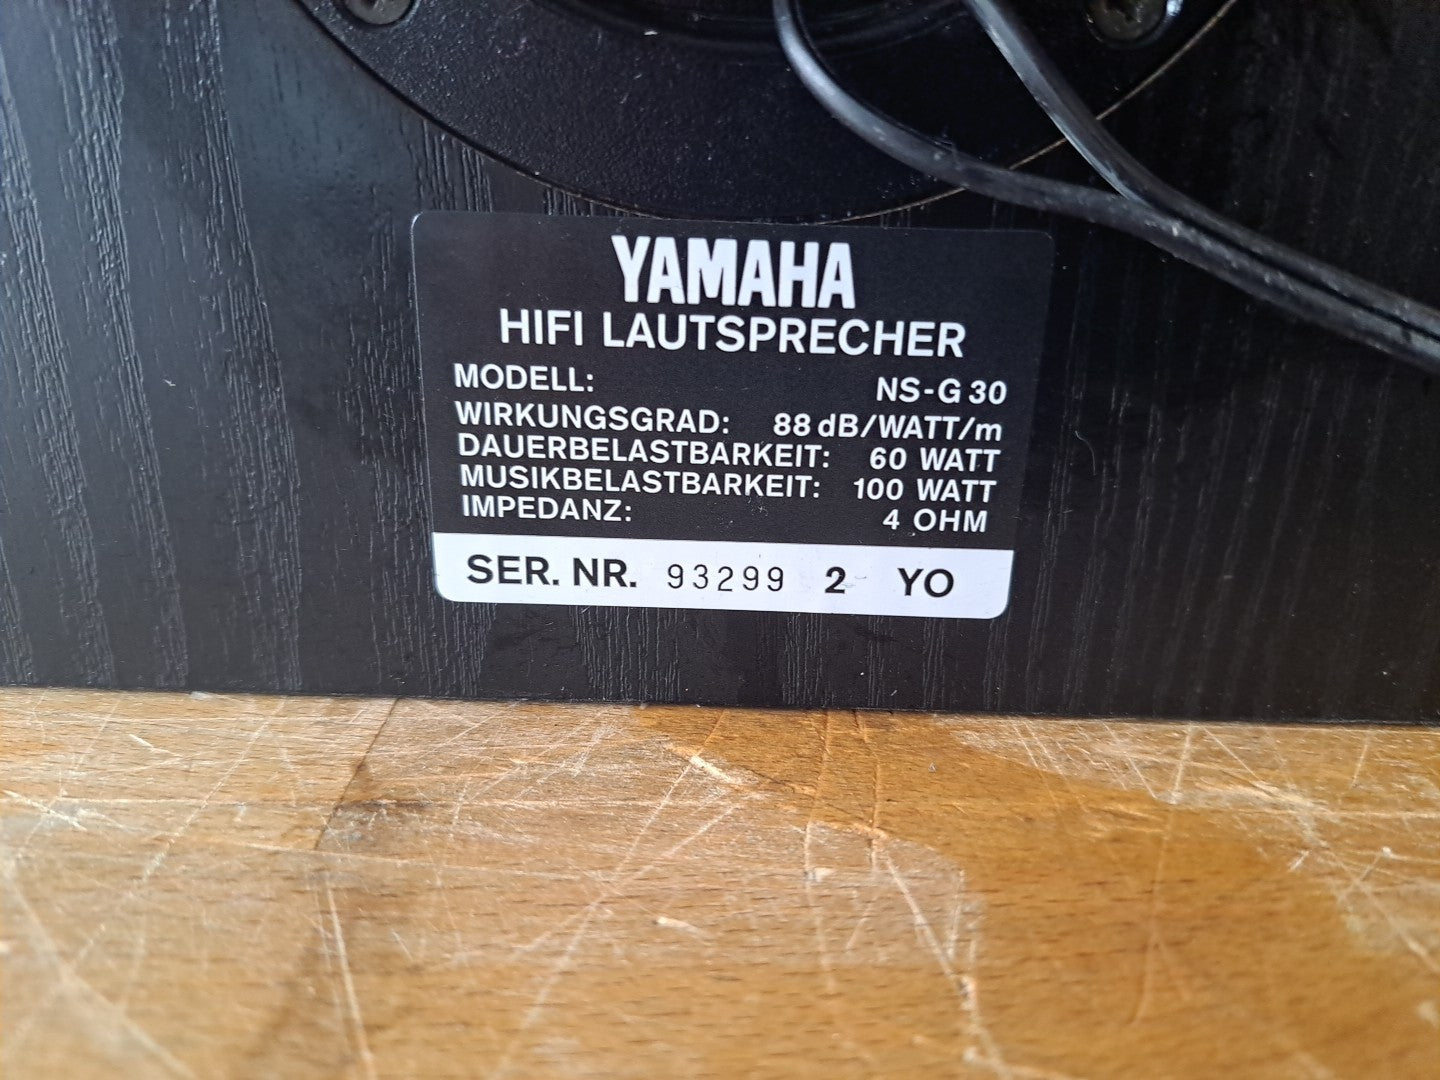 YAMAHA
HIFI LAUTSPRECHER
MODELL: NS-G 30
WIRKUNGSGRAD: 88 dB/WATT/m
DAUERBELASTBARKEIT: 60 WATT
MUSIKBELASTBARKEIT: 100 WATT
IMPEDANZ: 4 OHM
SER. NR. 93299 2 YO